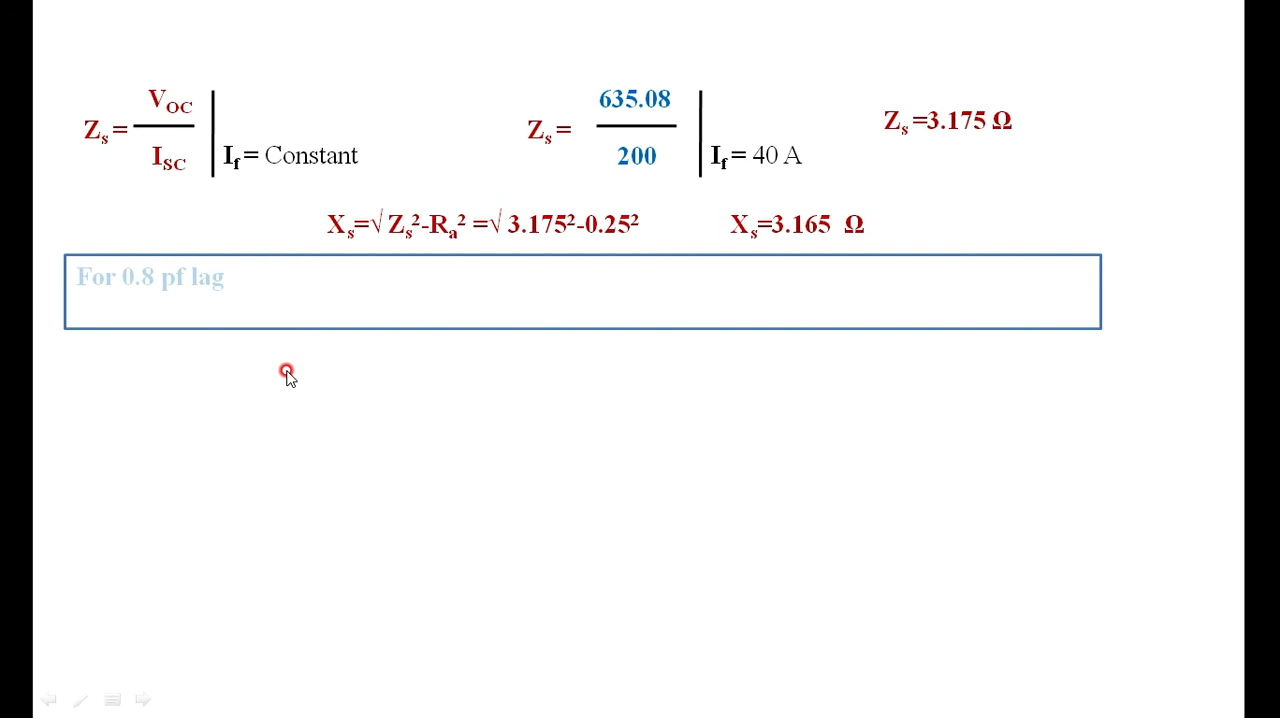 Zs = VOC / ISC | If = Constant
Zs = 635.08 / 200 | If = 40 A
Zs =3.175 Ω
Xs=√ Zs²-Ra² =√ 3.175²-0.25² Xs=3.165 Ω
For 0.8 pf lag